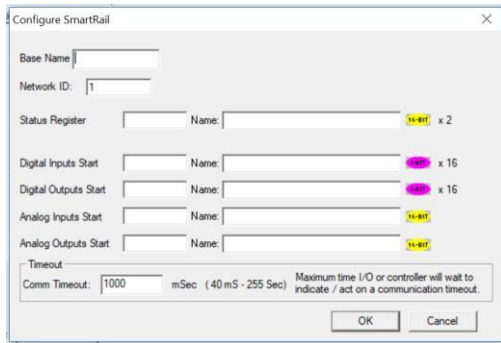 Configure SmartRail
Base Name
Network ID: 1
Status Register Name: 16-BIT x 2
Digital Inputs Start Name: 1-BIT x 16
Digital Outputs Start Name: 1-BIT x 16
Analog Inputs Start Name: 16-BIT
Analog Outputs Start Name: 16-BIT
Timeout
Comm Timeout: 1000 mSec ( 40 mS - 255 Sec) Maximum time I/O or controller will wait to
indicate / act on a communication timeout.
OK Cancel